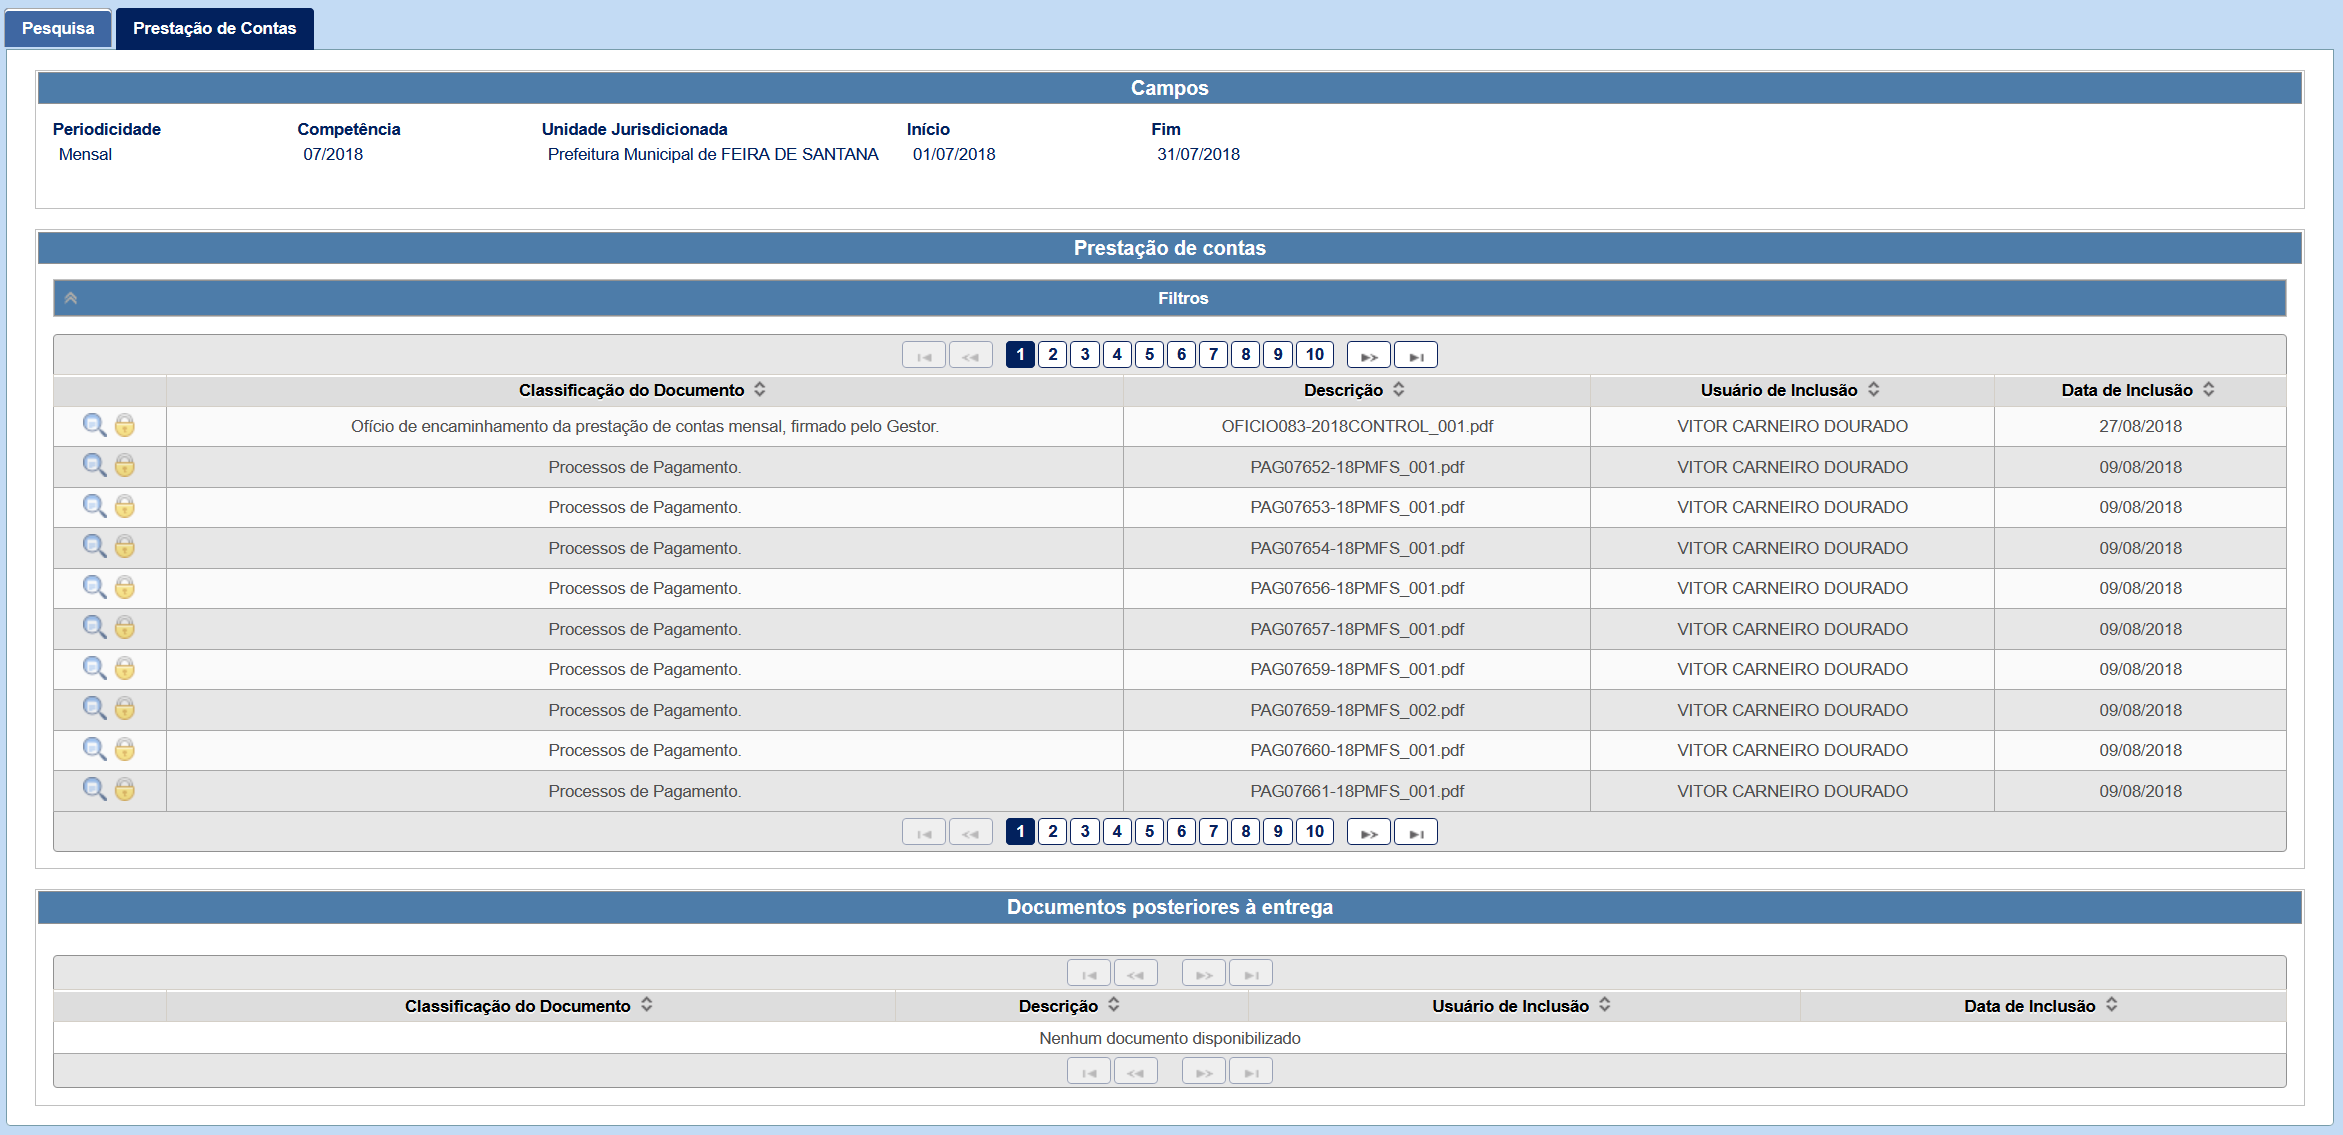 Pesquisa Prestação de Contas
Campos
Periodicidade Competência Unidade Jurisdicionada Início Fim
Mensal 07/2018 Prefeitura Municipal de FEIRA DE SANTANA 01/07/2018 31/07/2018
Prestação de contas
Filtros
1 2 3 4 5 6 7 8 9 10
Classificação do Documento Descrição Usuário de Inclusão Data de Inclusão
Ofício de encaminhamento da prestação de contas mensal, firmado pelo Gestor. OFICIO083-2018CONTROL_001.pdf VITOR CARNEIRO DOURADO 27/08/2018
Processos de Pagamento. PAG07652-18PMFS_001.pdf VITOR CARNEIRO DOURADO 09/08/2018
Processos de Pagamento. PAG07653-18PMFS_001.pdf VITOR CARNEIRO DOURADO 09/08/2018
Processos de Pagamento. PAG07654-18PMFS_001.pdf VITOR CARNEIRO DOURADO 09/08/2018
Processos de Pagamento. PAG07656-18PMFS_001.pdf VITOR CARNEIRO DOURADO 09/08/2018
Processos de Pagamento. PAG07657-18PMFS_001.pdf VITOR CARNEIRO DOURADO 09/08/2018
Processos de Pagamento. PAG07659-18PMFS_001.pdf VITOR CARNEIRO DOURADO 09/08/2018
Processos de Pagamento. PAG07659-18PMFS_002.pdf VITOR CARNEIRO DOURADO 09/08/2018
Processos de Pagamento. PAG07660-18PMFS_001.pdf VITOR CARNEIRO DOURADO 09/08/2018
Processos de Pagamento. PAG07661-18PMFS_001.pdf VITOR CARNEIRO DOURADO 09/08/2018
1 2 3 4 5 6 7 8 9 10
Documentos posteriores à entrega
Classificação do Documento Descrição Usuário de Inclusão Data de Inclusão
Nenhum documento disponibilizado